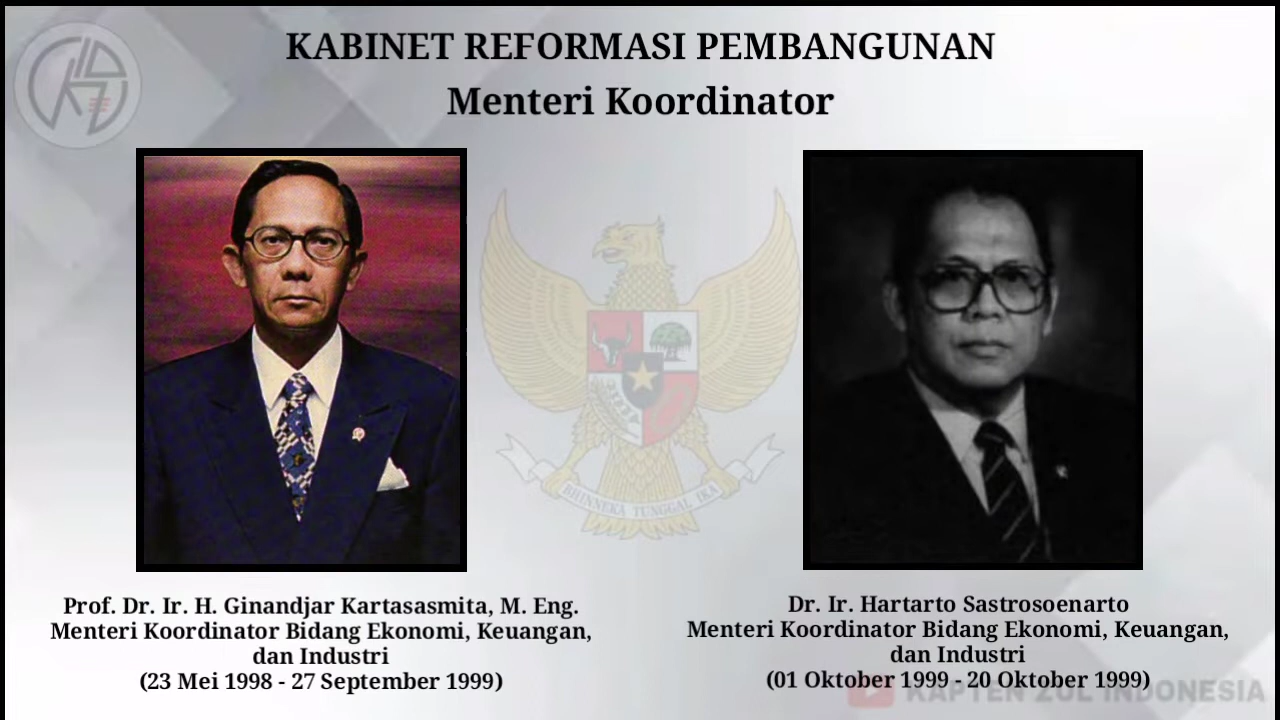 KABINET REFORMASI PEMBANGUNAN
Menteri Koordinator
BHINNEKA TUNGGAL IKA
Prof. Dr. Ir. H. Ginandjar Kartasasmita, M. Eng.
Menteri Koordinator Bidang Ekonomi, Keuangan,
dan Industri
(23 Mei 1998 - 27 September 1999)
Dr. Ir. Hartarto Sastrosoenarto
Menteri Koordinator Bidang Ekonomi, Keuangan,
dan Industri
(01 Oktober 1999 - 20 Oktober 1999)
KAPTEN ZUL INDONESIA